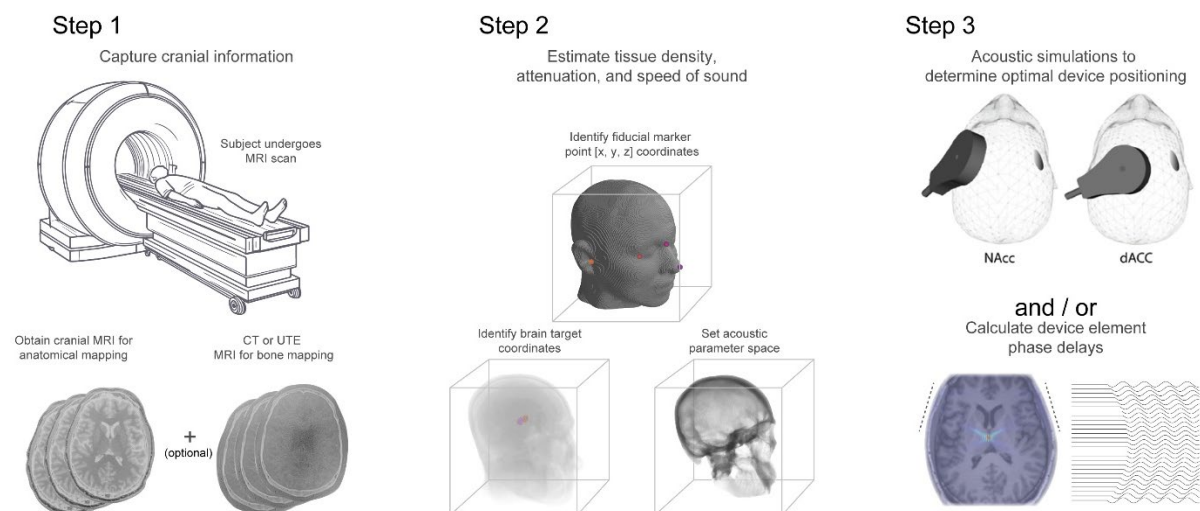 Step 1
Capture cranial information
Subject undergoes
MRI scan
Obtain cranial MRI for
anatomical mapping
+
(optional)
CT or UTE
MRI for bone mapping
Step 2
Estimate tissue density,
attenuation, and speed of sound
Identify fiducial marker
point [x, y, z] coordinates
Identify brain target
coordinates
Set acoustic
parameter space
Step 3
Acoustic simulations to
determine optimal device positioning
NAcc
dACC
and / or
Calculate device element
phase delays